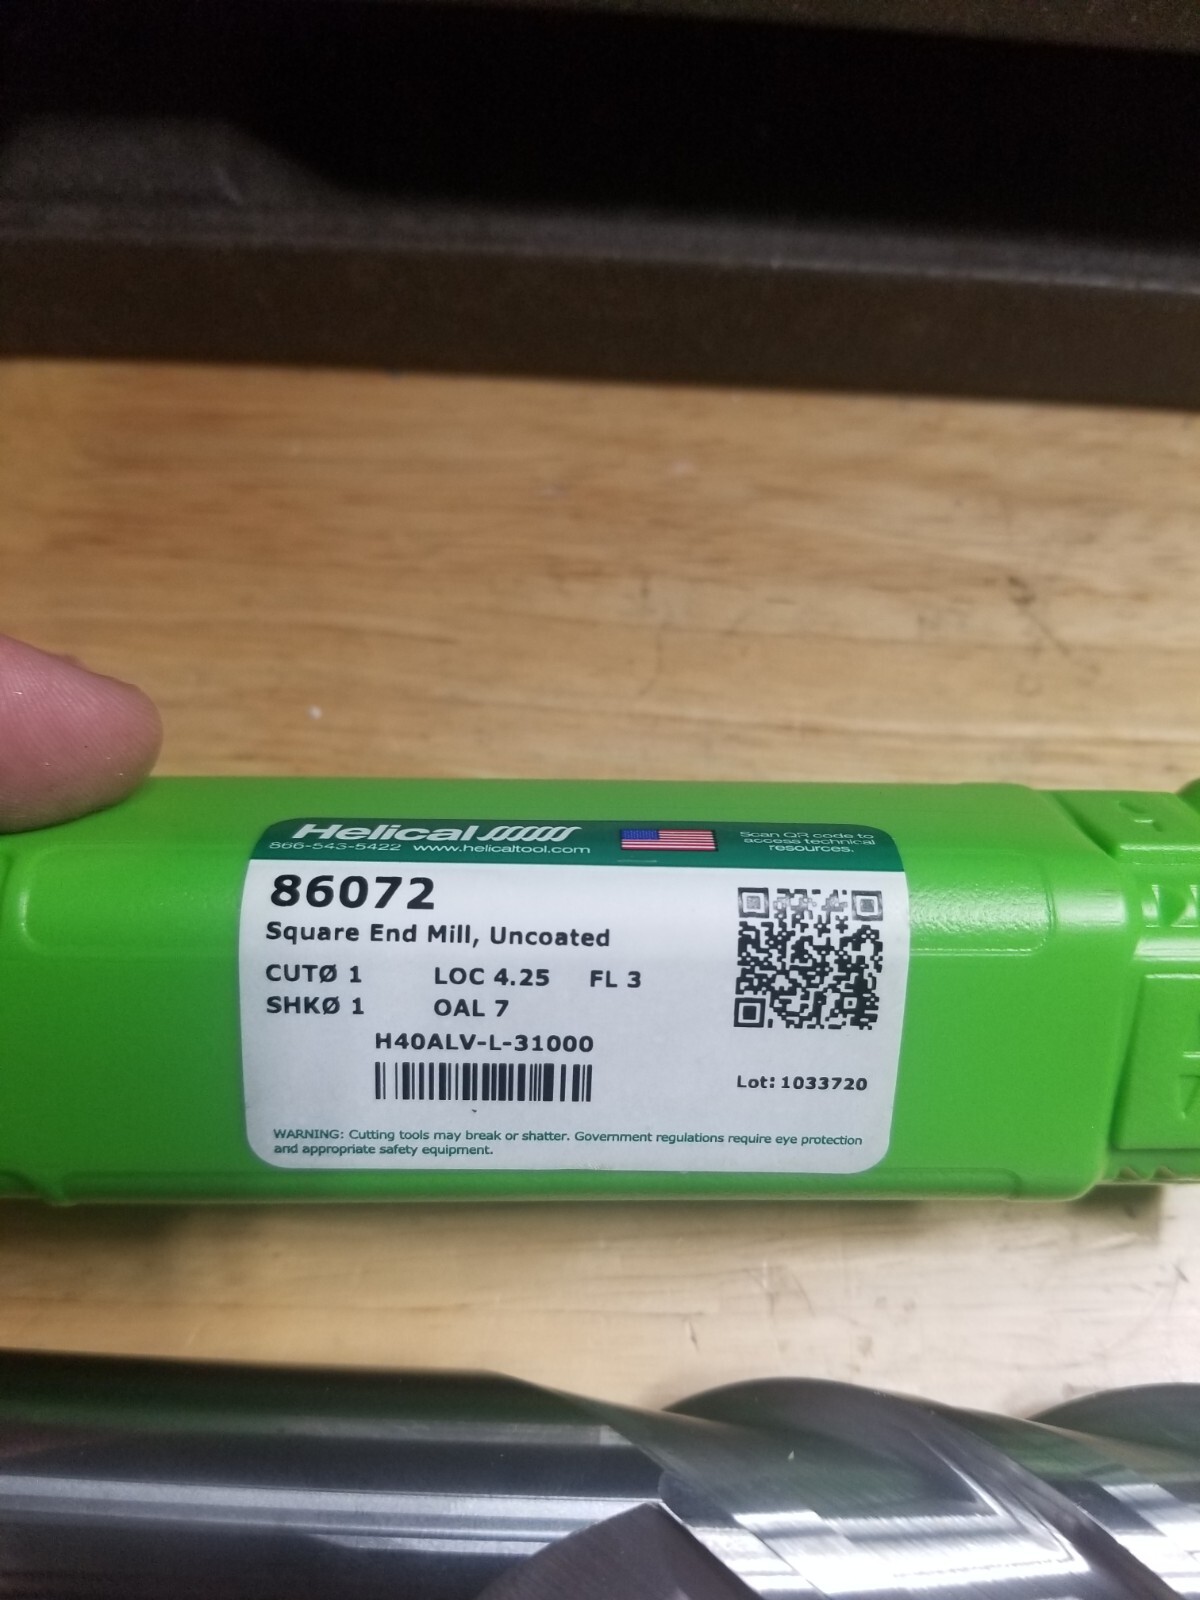 Helical
866-543-5422 www.helicaltool.com
Scan QR code to
access technical
resources.
86072
Square End Mill, Uncoated
CUTØ 1 LOC 4.25 FL 3
SHKØ 1 OAL 7
H40ALV-L-31000
Lot: 1033720
WARNING: Cutting tools may break or shatter. Government regulations require eye protection
and appropriate safety equipment.